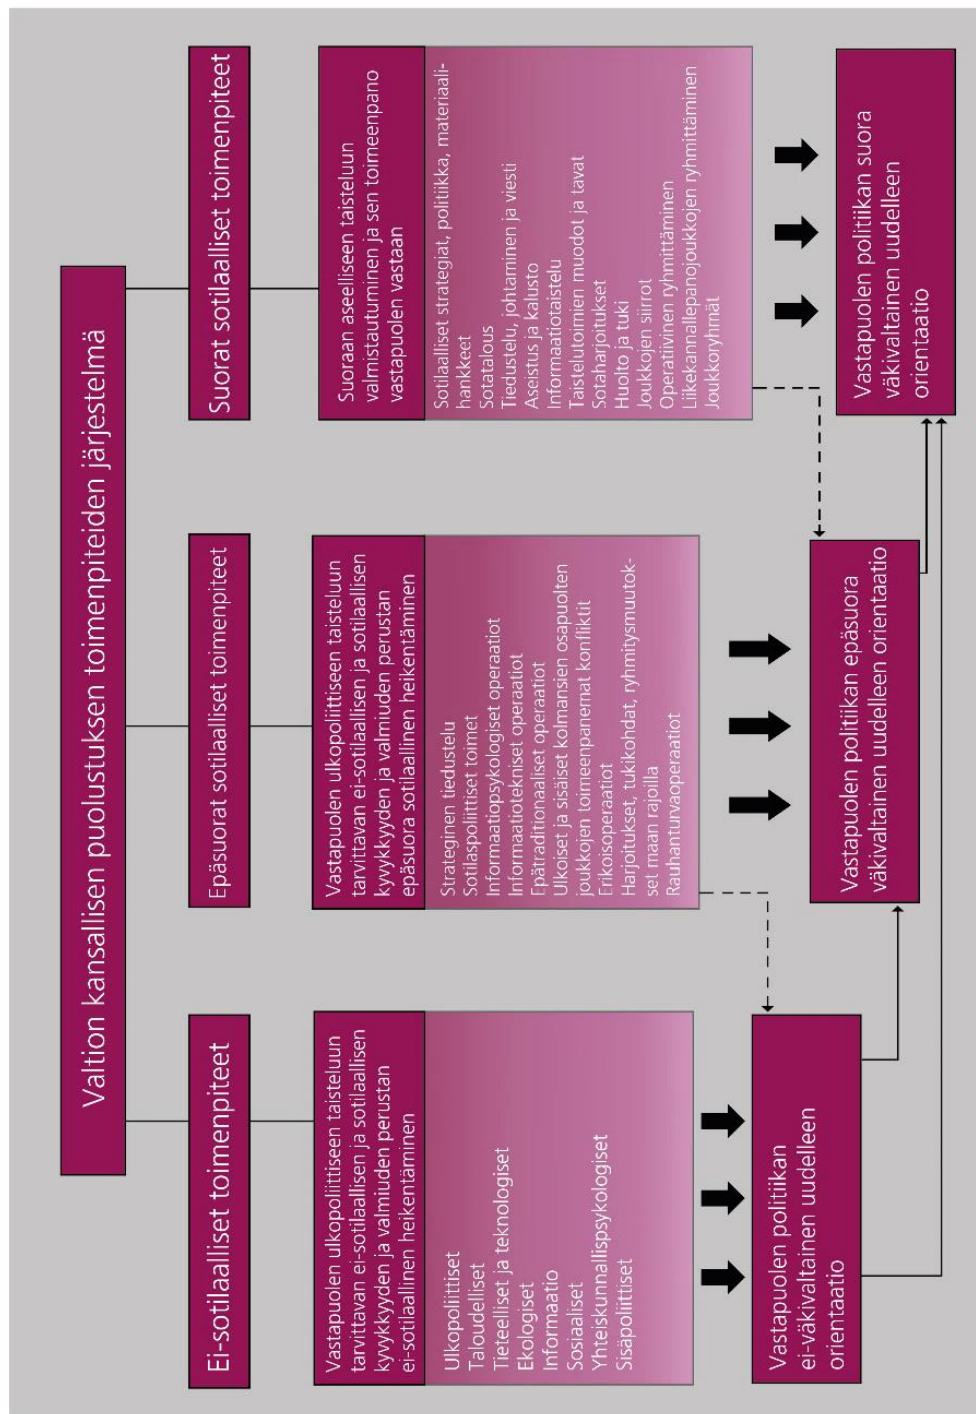 Valtion kansallisen puolustuksen toimenpiteiden järjestelmä
Ei-sotilaalliset toimenpiteet
Vastapuolen ulkopoliittiseen taisteluun
tarvittavan ei-sotilaallisen ja sotilaallisen
kyvykkyyden ja valmiuden perustan
ei-sotilaallinen heikentäminen
Ulkopoliittiset
Taloudelliset
Tieteelliset ja teknologiset
Ekologiset
Informaatio
Sosiaaliset
Yhteiskunnallispsykologiset
Sisäpoliittiset
Vastapuolen politiikan
ei-väkivaltainen uudelleen
orientaatio
Epäsuorat sotilaalliset toimenpiteet
Vastapuolen ulkopoliittiseen taisteluun
tarvittavan ei-sotilaallisen ja sotilaallisen
kyvykkyyden ja valmiuden perustan
epäsuora sotilaallinen heikentäminen
Strateginen tiedustelu
Sotilaspoliittiset toimet
Informaatiopsykologiset operaatiot
Informaatiotekniset operaatiot
Epätraditionaaliset operaatiot
Ulkoiset ja sisäiset kolmansien osapuolten
joukkojen toimeenpanemat konfliktit
Erikoisoperaatiot
Harjoitukset, tukikohdat, ryhmitysmuutok-
set maan rajoilla
Rauhanturvaoperaatiot
Vastapuolen politiikan epäsuora
väkivaltainen uudelleen orientaatio
Suorat sotilaalliset toimenpiteet
Suoraan aseelliseen taisteluun
valmistautuminen ja sen toimeenpano
vastapuolen vastaan
Sotilaalliset strategiat, politiikka, materiaali-
hankkeet
Sotatalous
Tiedustelu, johtaminen ja viesti
Aseistus ja kalusto
Informaatiotaistelu
Taistelutoimien muodot ja tavat
Sotaharjoitukset
Huolto ja tuki
Joukkojen siirrot
Operatiivinen ryhmittäminen
Liikekannallepanojoukkojen ryhmittäminen
Joukkoryhmät
Vastapuolen politiikan suora
väkivaltainen uudelleen
orientaatio